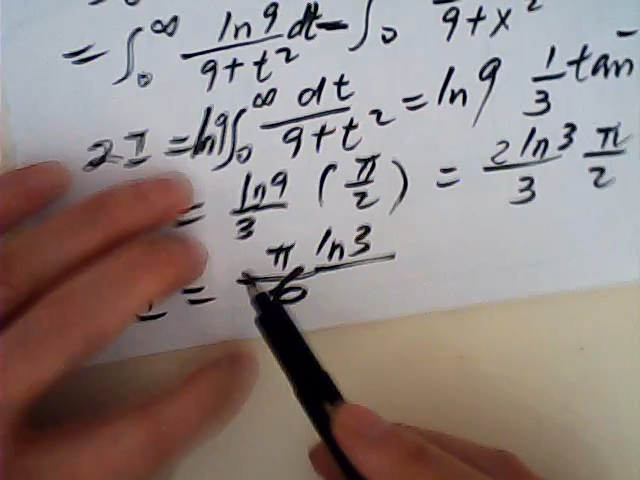 = ∫₀^∞ ln9/(9+t²) dt - ∫₀ /(9+x²)
2I = ln9 ∫₀^∞ dt/(9+t²) = ln9 1/3 tan⁻
= ln9/3 (π/2) = 2ln3/3 π/2
I = π ln3/6